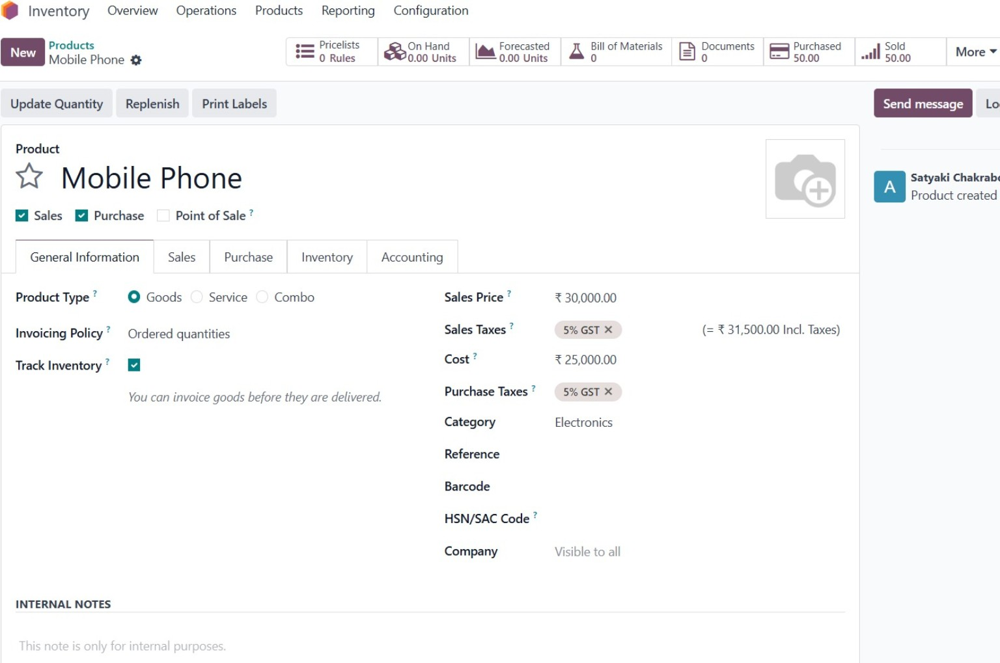 Inventory Overview Operations Products Reporting Configuration
New Products
Mobile Phone
Pricelists
0 Rules
On Hand
0.00 Units
Forecasted
0.00 Units
Bill of Materials
0
Documents
0
Purchased
50.00
Sold
50.00
More
Update Quantity Replenish Print Labels
Send message
Product
Mobile Phone
Sales Purchase Point of Sale ?
General Information Sales Purchase Inventory Accounting
Product Type ? Goods Service Combo
Invoicing Policy ? Ordered quantities
Track Inventory ?
You can invoice goods before they are delivered.
Sales Price ? ₹ 30,000.00
Sales Taxes ? 5% GST × (= ₹ 31,500.00 Incl. Taxes)
Cost ? ₹ 25,000.00
Purchase Taxes ? 5% GST ×
Category Electronics
Reference
Barcode
HSN/SAC Code ?
Company Visible to all
INTERNAL NOTES
This note is only for internal purposes.
A
Satyaki
Product created